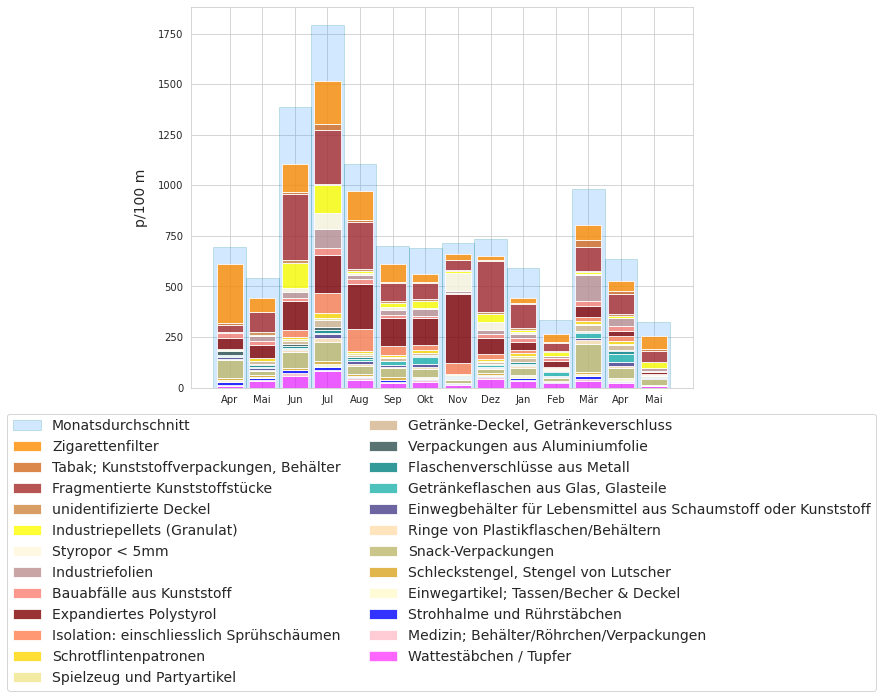 1750
1500
1250
1000
750
500
250
0
p/100 m
Apr Mai Jun Jul Aug Sep Okt Nov Dez Jan Feb Mär Apr Mai
Monatsdurchschnitt
Zigarettenfilter
Tabak; Kunststoffverpackungen, Behälter
Fragmentierte Kunststoffstücke
unidentifizierte Deckel
Industriepellets (Granulat)
Styropor < 5mm
Industriefolien
Bauabfälle aus Kunststoff
Expandiertes Polystyrol
Isolation: einschliesslich Sprühschäumen
Schrotflintenpatronen
Spielzeug und Partyartikel
Getränke-Deckel, Getränkeverschluss
Verpackungen aus Aluminiumfolie
Flaschenverschlüsse aus Metall
Getränkeflaschen aus Glas, Glasteile
Einwegbehälter für Lebensmittel aus Schaumstoff oder Kunststoff
Ringe von Plastikflaschen/Behältern
Snack-Verpackungen
Schleckstengel, Stengel von Lutscher
Einwegartikel; Tassen/Becher & Deckel
Strohhalme und Rührstäbchen
Medizin; Behälter/Röhrchen/Verpackungen
Wattestäbchen / Tupfer